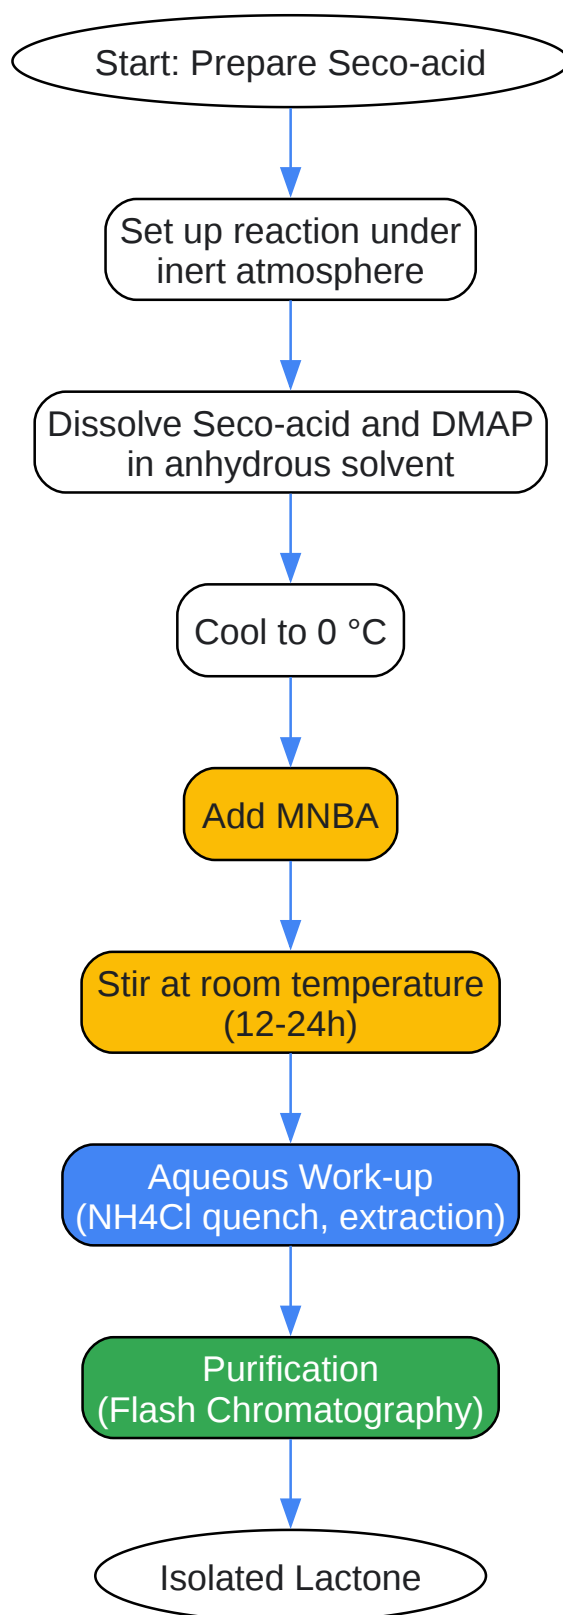 Start: Prepare Seco-acid
Set up reaction under
inert atmosphere
Dissolve Seco-acid and DMAP
in anhydrous solvent
Cool to 0 °C
Add MNBA
Stir at room temperature
(12-24h)
Aqueous Work-up
(NH4Cl quench, extraction)
Purification
(Flash Chromatography)
Isolated Lactone